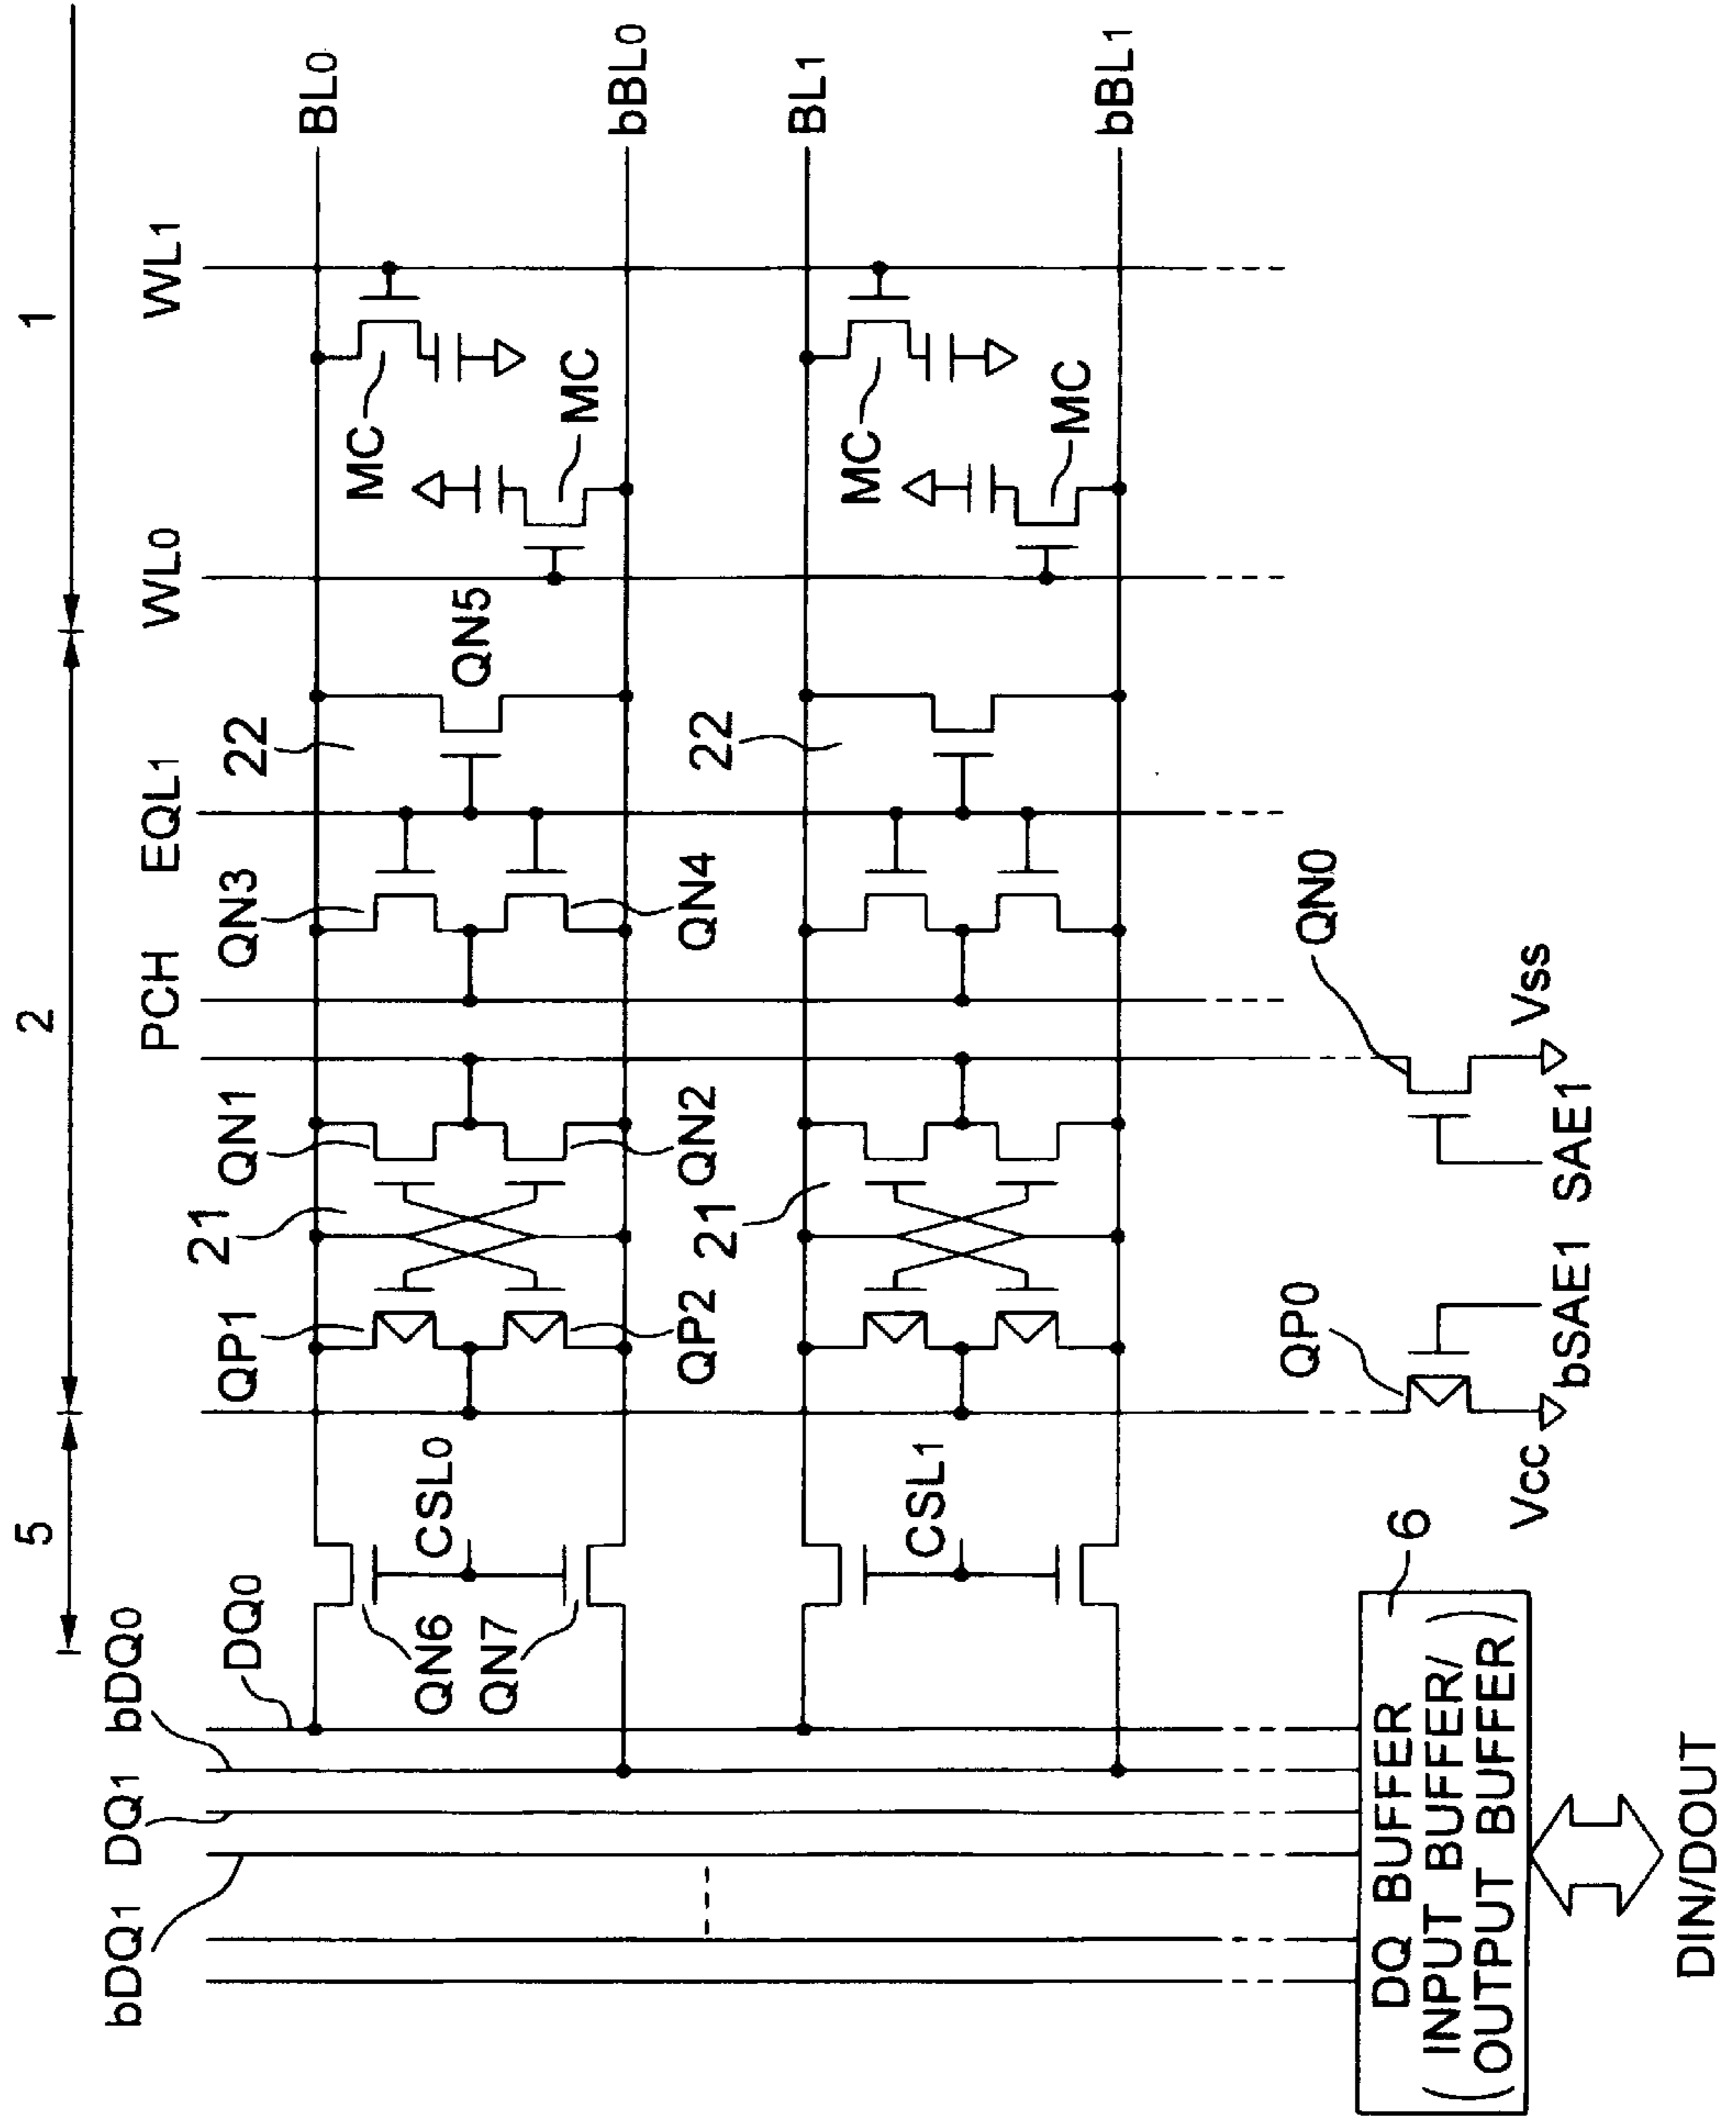 5
2
1
bDQ1
DQ1
bDQ0
DQ0
PCH
EQL1
WL0
WL1
BL0
bBL0
BL1
bBL1
QP1
21
QN1
QN3
22
QN5
MC
MC
CSL0
QN6
QN7
QP2
QN2
QN4
21
22
MC
MC
CSL1
QP0
QN0
Vcc
bSAE1
SAE1
Vss
6
DQ BUFFER
(INPUT BUFFER/
OUTPUT BUFFER)
DIN/DOUT